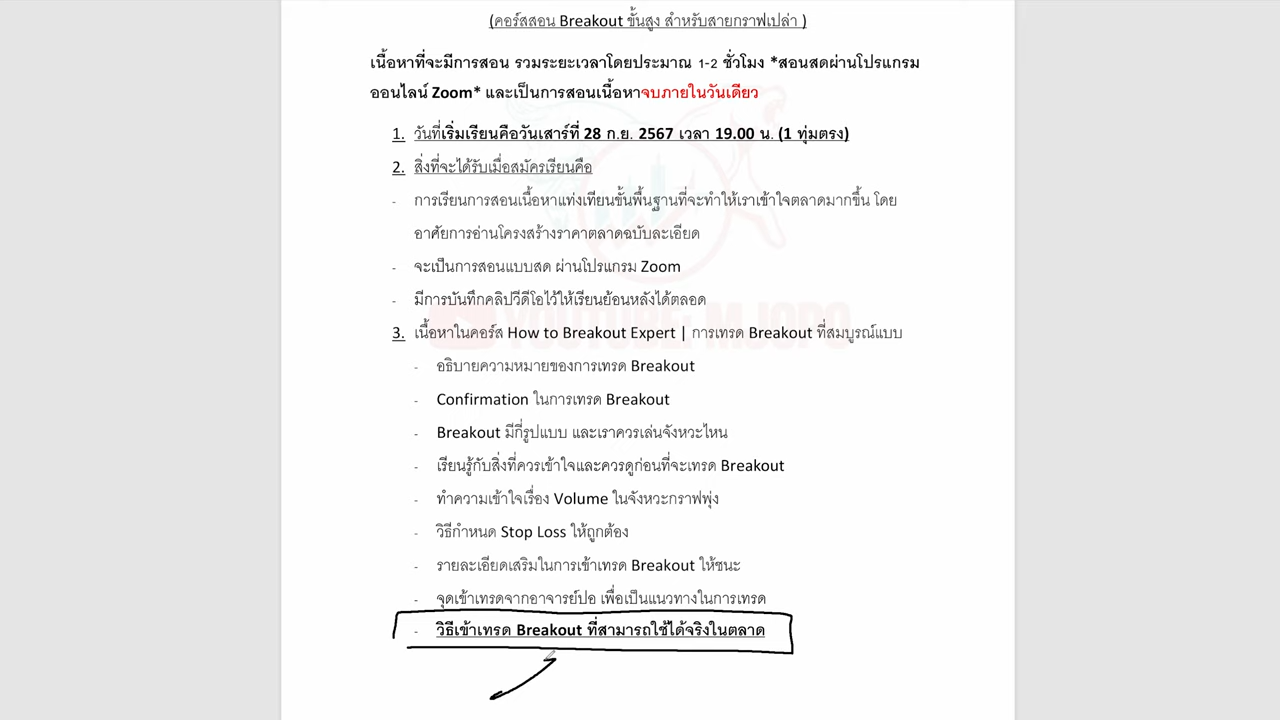 (คอร์สสอน Breakout ขั้นสูง สำหรับสายกราฟเปล่า )
เนื้อหาที่จะมีการสอน รวมระยะเวลาโดยประมาณ 1-2 ชั่วโมง *สอนสดผ่านโปรแกรม
ออนไลน์ Zoom* และเป็นการสอนเนื้อหาจบภายในวันเดียว
1. วันที่เริ่มเรียนคือวันเสาร์ที่ 28 ก.ย. 2567 เวลา 19.00 น. (1 ทุ่มตรง)
2. สิ่งที่จะได้รับเมื่อสมัครเรียนคือ
- การเรียนการสอนเนื้อหาแท่งเทียนขั้นพื้นฐานที่จะทำให้เราเข้าใจตลาดมากขึ้น โดย
อาศัยการอ่านโครงสร้างราคาตลาดฉบับละเอียด
- จะเป็นการสอนแบบสด ผ่านโปรแกรม Zoom
- มีการบันทึกคลิปวีดีโอไว้ให้เรียนย้อนหลังได้ตลอด
YOUTUBE: MJOPO
3. เนื้อหาในคอร์ส How to Breakout Expert | การเทรด Breakout ที่สมบูรณ์แบบ
- อธิบายความหมายของการเทรด Breakout
- Confirmation ในการเทรด Breakout
- Breakout มีกี่รูปแบบ และเราควรเล่นจังหวะไหน
- เรียนรู้กับสิ่งที่ควรเข้าใจและควรดูก่อนที่จะเทรด Breakout
- ทำความเข้าใจเรื่อง Volume ในจังหวะกราฟพุ่ง
- วิธีกำหนด Stop Loss ให้ถูกต้อง
- รายละเอียดเสริมในการเข้าเทรด Breakout ให้ชนะ
- จุดเข้าเทรดจากอาจารย์ปอ เพื่อเป็นแนวทางในการเทรด
- วิธีเข้าเทรด Breakout ที่สามารถใช้ได้จริงในตลาด